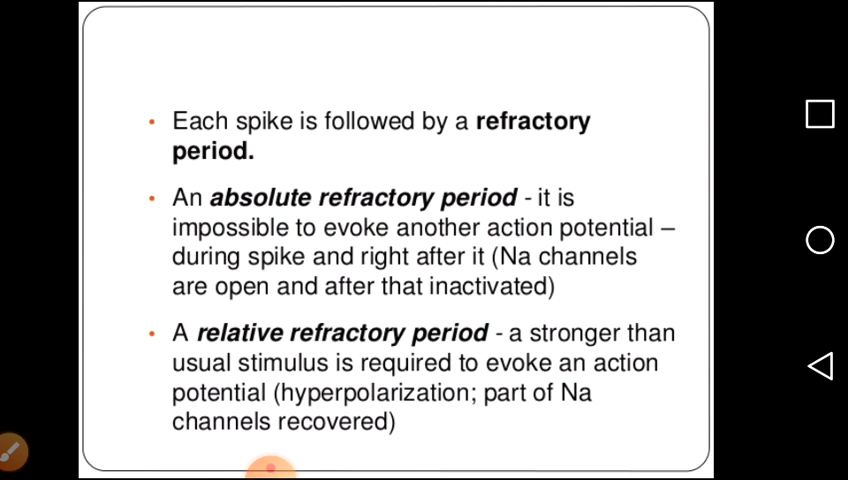 • Each spike is followed by a refractory
period.
• An absolute refractory period - it is
impossible to evoke another action potential –
during spike and right after it (Na channels
are open and after that inactivated)
• A relative refractory period - a stronger than
usual stimulus is required to evoke an action
potential (hyperpolarization; part of Na
channels recovered)